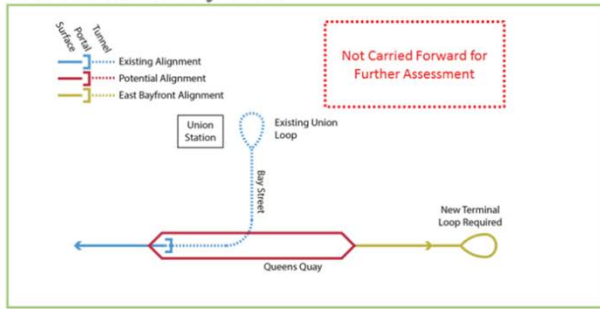 Surface
Portal
Tunnel
Existing Alignment
Potential Alignment
East Bayfront Alignment
Not Carried Forward for
Further Assessment
Union
Station
Existing Union
Loop
Bay Street
New Terminal
Loop Required
Queens Quay